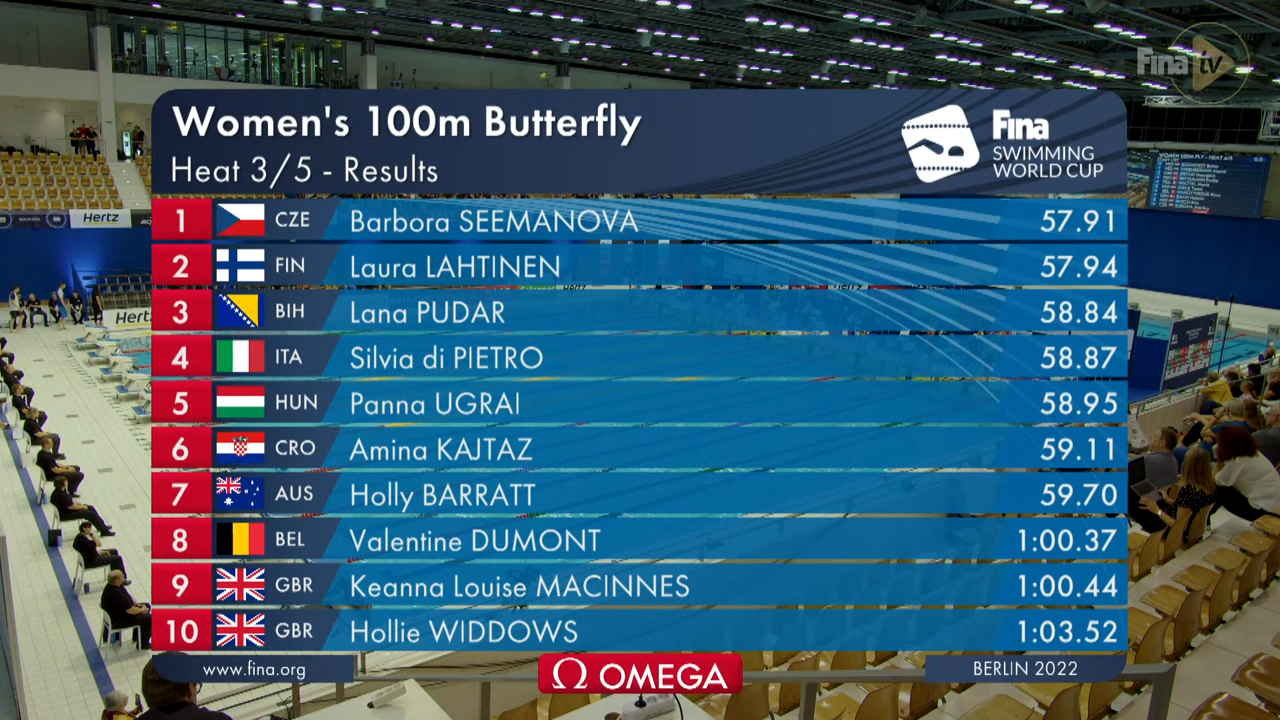 Fina tv
Women's 100m Butterfly
Heat 3/5 - Results
Fina
SWIMMING
WORLD CUP
1 CZE Barbora SEEMANOVA 57.91
2 FIN Laura LAHTINEN 57.94
3 BIH Lana PUDAR 58.84
4 ITA Silvia di PIETRO 58.87
5 HUN Panna UGRAI 58.95
6 CRO Amina KAJTAZ 59.11
7 AUS Holly BARRATT 59.70
8 BEL Valentine DUMONT 1:00.37
9 GBR Keanna Louise MACINNES 1:00.44
10 GBR Hollie WIDDOWS 1:03.52
www.fina.org
Ω OMEGA
BERLIN 2022
Hertz
Hertz